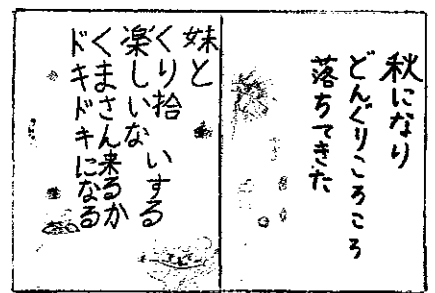 秋になり
どんぐりころころ
落ちてきた
妹と
くり拾いする
楽しいな
くまさん来るか
ドキドキになる